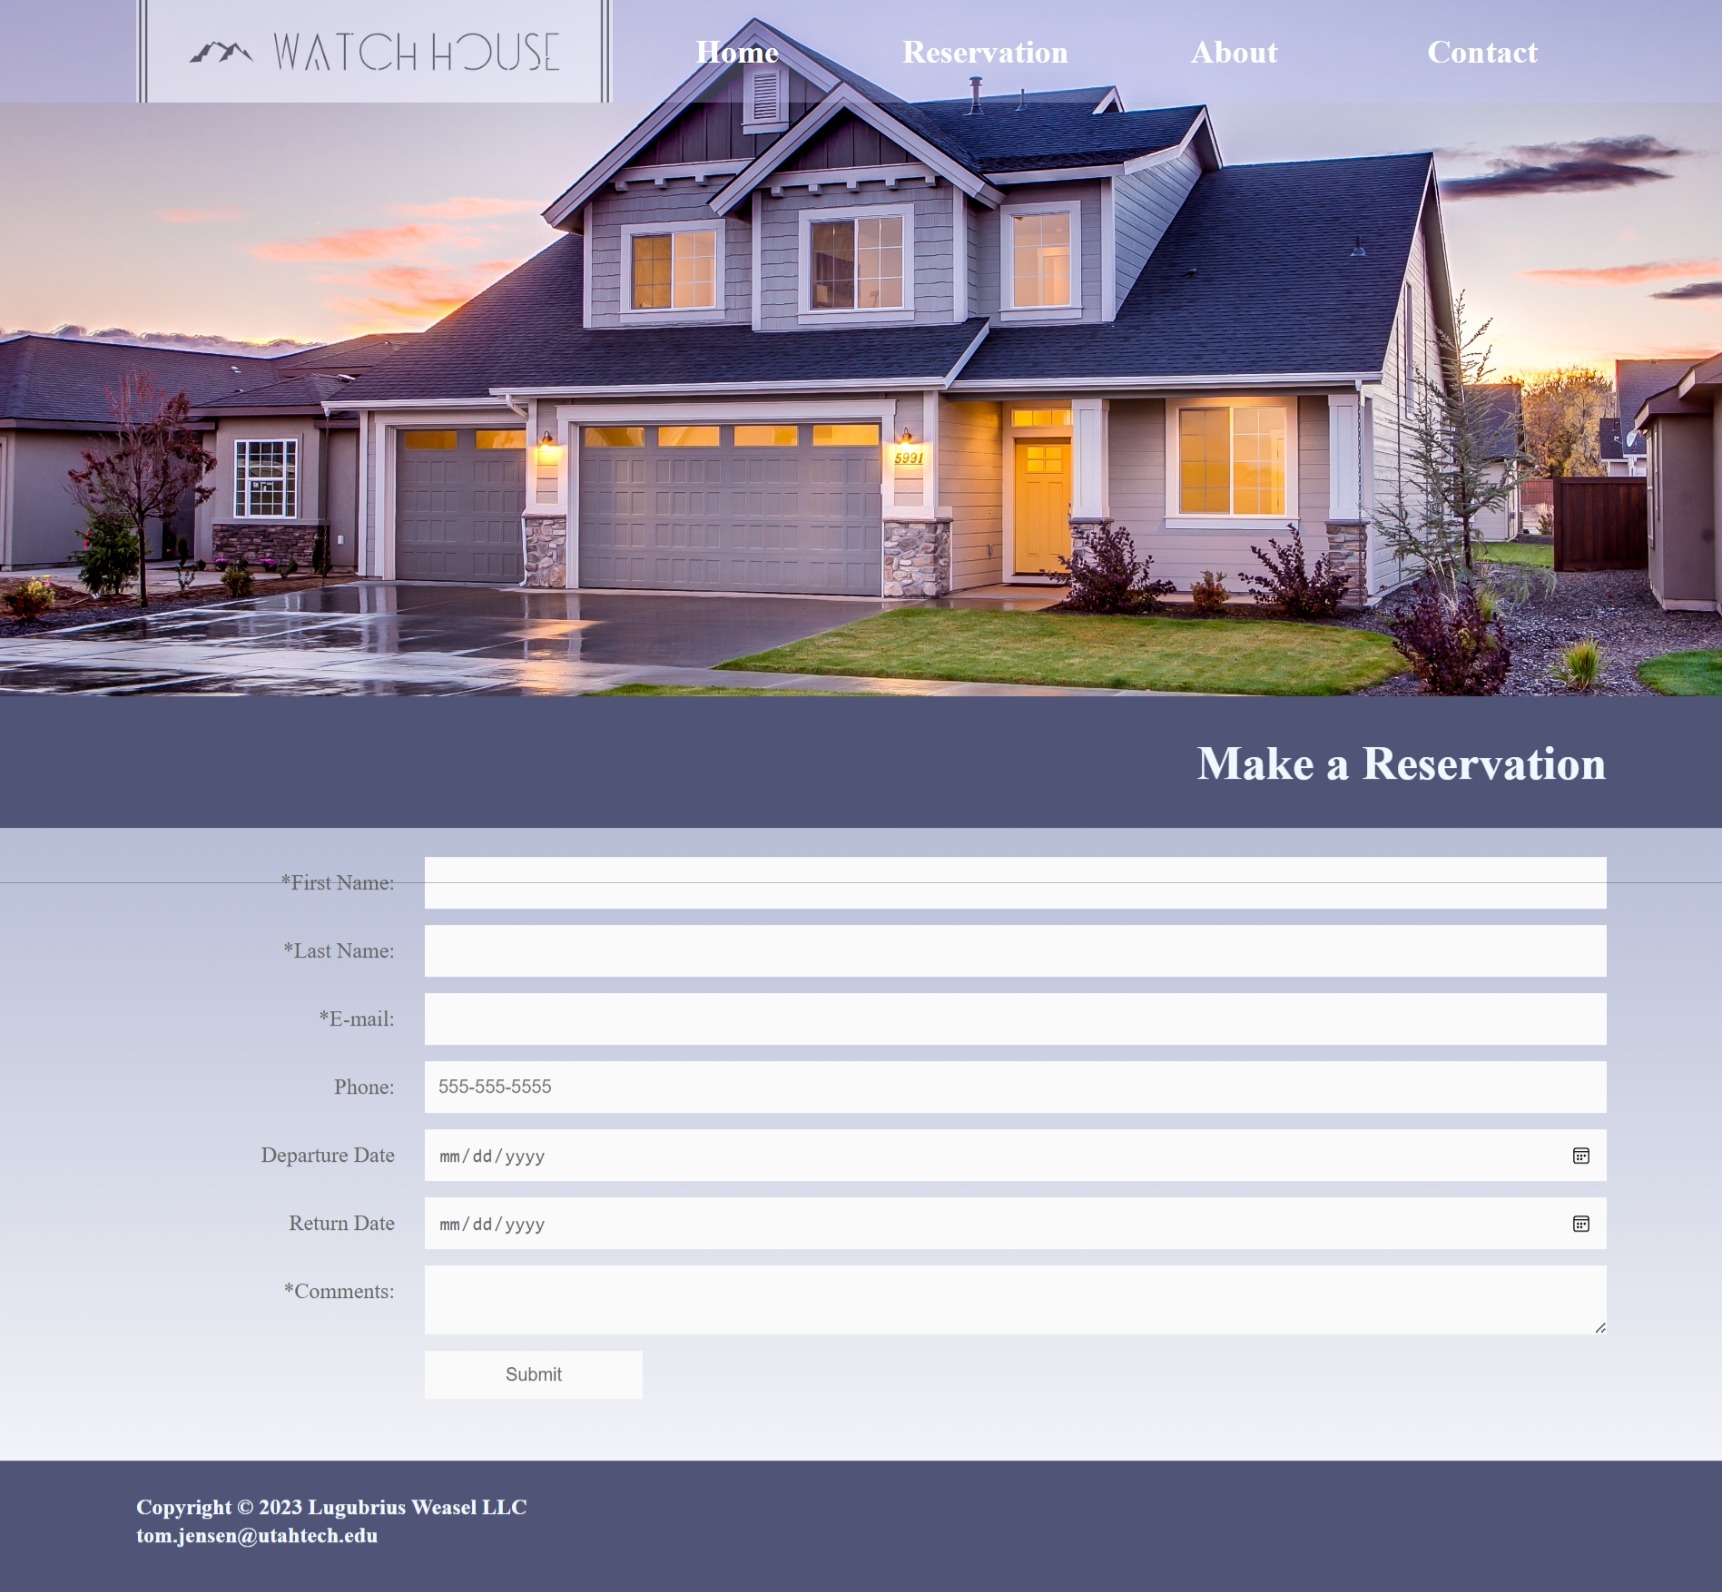 WATCH HOUSE
Home Reservation About Contact
5991
Make a Reservation
*First Name:
*Last Name:
*E-mail:
Phone: 555-555-5555
Departure Date mm/dd/yyyy
Return Date mm/dd/yyyy
*Comments:
Submit
Copyright © 2023 Lugubrius Weasel LLC
tom.jensen@utahtech.edu